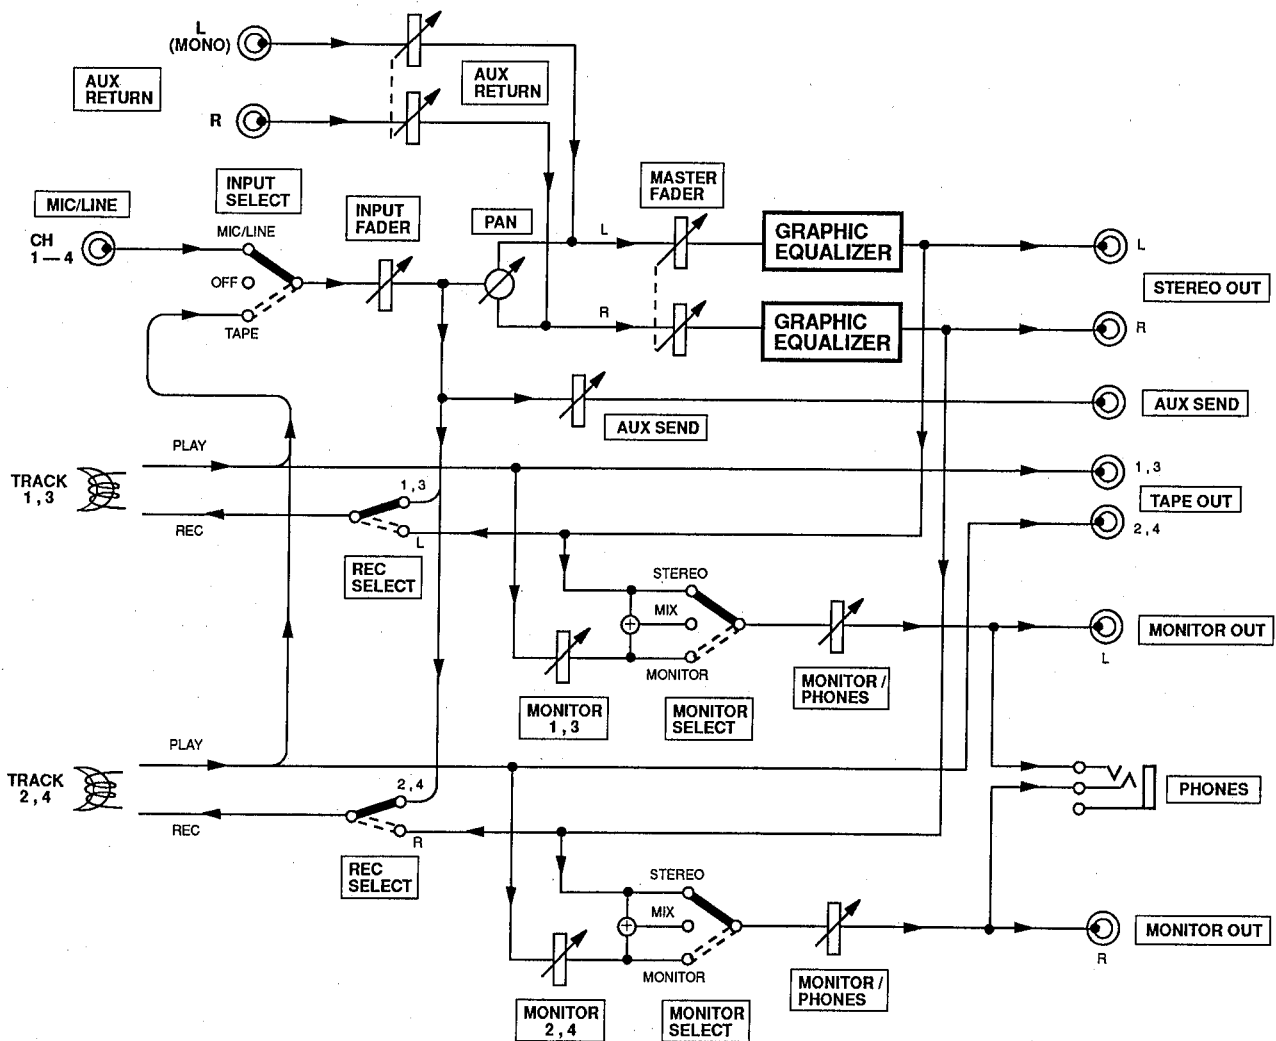 L
(MONO)
AUX
RETURN
AUX
RETURN
R
INPUT
SELECT
MASTER
FADER
MIC/LINE
INPUT
FADER
PAN
MIC/LINE
CH
1—4
L
GRAPHIC
EQUALIZER
L
OFF
STEREO OUT
TAPE
R
GRAPHIC
EQUALIZER
R
AUX SEND
AUX SEND
PLAY
TRACK
1,3
1,3
1,3
TAPE OUT
REC
L
2,4
REC
SELECT
STEREO
MIX
MONITOR OUT
L
MONITOR
MONITOR /
PHONES
MONITOR
1,3
MONITOR
SELECT
PLAY
TRACK
2,4
2,4
PHONES
REC
R
REC
SELECT
STEREO
MIX
MONITOR OUT
R
MONITOR
MONITOR /
PHONES
MONITOR
2,4
MONITOR
SELECT